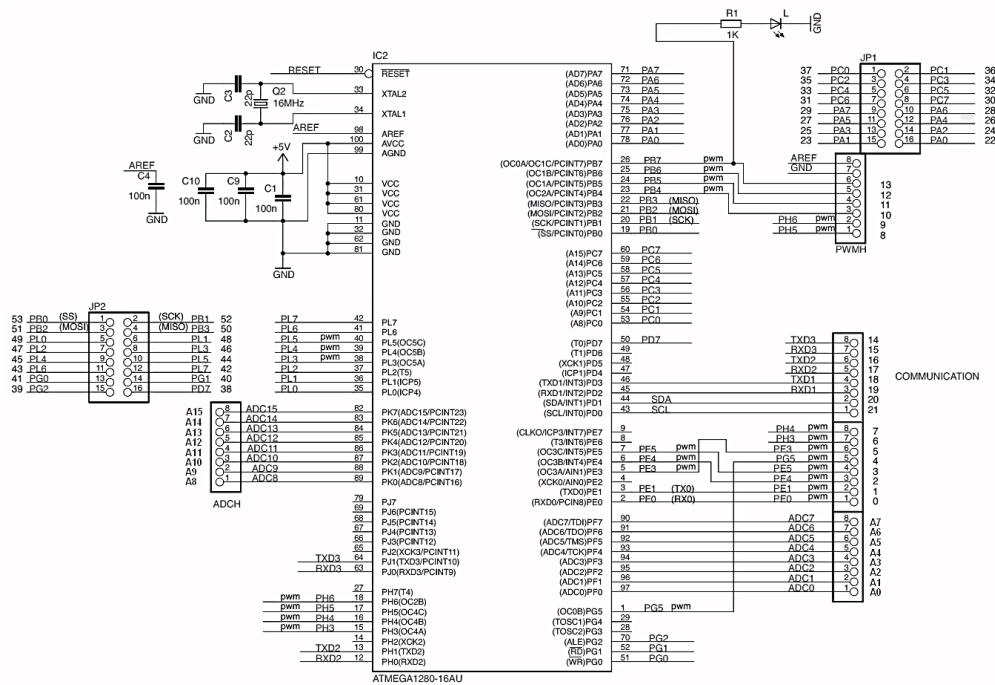 R1
1K
L
GND
IC2
RESET 30 RESET
GND C3 22p Q2 16MHz 33 XTAL2
GND C2 22p 34 XTAL1
AREF 98 AREF
100 AVCC
99 AGND
+5V
AREF
C4 100n
GND
C10 100n
C9 100n
C1 100n
GND
10 VCC
31 VCC
61 VCC
80 VCC
11 GND
32 GND
62 GND
81 GND
(AD7)PA7 71 PA7
(AD6)PA6 72 PA6
(AD5)PA5 73 PA5
(AD4)PA4 74 PA4
(AD3)PA3 75 PA3
(AD2)PA2 76 PA2
(AD1)PA1 77 PA1
(AD0)PA0 78 PA0
(OC0A/OC1C/PCINT7)PB7 26 PB7 pwm
(OC1B/PCINT6)PB6 25 PB6 pwm
(OC1A/PCINT5)PB5 24 PB5 pwm
(OC2A/PCINT4)PB4 23 PB4 pwm
(MISO/PCINT3)PB3 22 PB3 (MISO)
(MOSI/PCINT2)PB2 21 PB2 (MOSI)
(SCK/PCINT1)PB1 20 PB1 (SCK)
(SS/PCINT0)PB0 19 PB0
(A15)PC7 60 PC7
(A14)PC6 59 PC6
(A13)PC5 58 PC5
(A12)PC4 57 PC4
(A11)PC3 56 PC3
(A10)PC2 55 PC2
(A9)PC1 54 PC1
(A8)PC0 53 PC0
JP1
37 PC0 1 2 PC1 36
35 PC2 3 4 PC3 34
33 PC4 5 6 PC5 32
31 PC6 7 8 PC7 30
29 PA7 9 10 PA6 28
27 PA5 11 12 PA4 26
25 PA3 13 14 PA2 24
23 PA1 15 16 PA0 22
AREF 8
GND 7
6 13
5 12
4 11
3 10
PH6 pwm 2 9
PH5 pwm 1 8
PWMH
JP2
53 PB0 (SS) 1 2 (SCK) PB1 52
51 PB2 (MOSI) 3 4 (MISO) PB3 50
49 PL0 5 6 PL1 48
47 PL2 7 8 PL3 46
45 PL4 9 10 PL5 44
43 PL6 11 12 PL7 42
41 PG0 13 14 PG1 40
39 PG2 15 16 PD7 38
PL7 42 PL7
PL6 41 PL6
PL5 pwm 40 PL5(OC5C)
PL4 pwm 39 PL4(OC5B)
PL3 pwm 38 PL3(OC5A)
PL2 37 PL2(T5)
PL1 36 PL1(ICP5)
PL0 35 PL0(ICP4)
A15 8 ADC15 82 PK7(ADC15/PCINT23)
A14 7 ADC14 83 PK6(ADC14/PCINT22)
A13 6 ADC13 84 PK5(ADC13/PCINT21)
A12 5 ADC12 85 PK4(ADC12/PCINT20)
A11 4 ADC11 86 PK3(ADC11/PCINT19)
A10 3 ADC10 87 PK2(ADC10/PCINT18)
A9 2 ADC9 88 PK1(ADC9/PCINT17)
A8 1 ADC8 89 PK0(ADC8/PCINT16)
ADCH
79 PJ7
69 PJ6(PCINT15)
68 PJ5(PCINT14)
67 PJ4(PCINT13)
66 PJ3(PCINT12)
65 PJ2(XCK3/PCINT11)
TXD3 64 PJ1(TXD3/PCINT10)
RXD3 63 PJ0(RXD3/PCINT9)
27 PH7(T4)
pwm PH6 18 PH6(OC2B)
pwm PH5 17 PH5(OC4C)
pwm PH4 16 PH4(OC4B)
pwm PH3 15 PH3(OC4A)
14 PH2(XCK2)
TXD2 13 PH1(TXD2)
RXD2 12 PH0(RXD2)
(T0)PD7 50 PD7
(T1)PD6 49
(XCK1)PD5 48
(ICP1)PD4 47
(TXD1/INT3)PD3 46
(RXD1/INT2)PD2 45
(SDA/INT1)PD1 44 SDA
(SCL/INT0)PD0 43 SCL
TXD3 8 14
RXD3 7 15
TXD2 6 16
RXD2 5 17
TXD1 4 18
RXD1 3 19
2 20
1 21
COMMUNICATION
(CLKO/ICP3/INT7)PE7 9
(T3/INT6)PE6 8
(OC3C/INT5)PE5 7 PE5 pwm
(OC3B/INT4)PE4 6 PE4 pwm
(OC3A/AIN1)PE3 5 PE3 pwm
(XCK0/AIN0)PE2 4
(TXD0)PE1 3 PE1 (TX0)
(RXD0/PCIN8)PE0 2 PE0 (RX0)
PH4 pwm 8 7
PH3 pwm 7 6
PE3 pwm 6 5
PG5 pwm 5 4
PE5 pwm 4 3
PE4 pwm 3 2
PE1 pwm 2 1
PE0 pwm 1 0
(ADC7/TDI)PF7 90 ADC7 8 A7
(ADC6/TDO)PF6 91 ADC6 7 A6
(ADC5/TMS)PF5 92 ADC5 6 A5
(ADC4/TCK)PF4 93 ADC4 5 A4
(ADC3)PF3 94 ADC3 4 A3
(ADC2)PF2 95 ADC2 3 A2
(ADC1)PF1 96 ADC1 2 A1
(ADC0)PF0 97 ADC0 1 A0
(OC0B)PG5 1 PG5 pwm
(TOSC1)PG4 29
(TOSC2)PG3 28
(ALE)PG2 70 PG2
(RD)PG1 52 PG1
(WR)PG0 51 PG0
ATMEGA1280-16AU